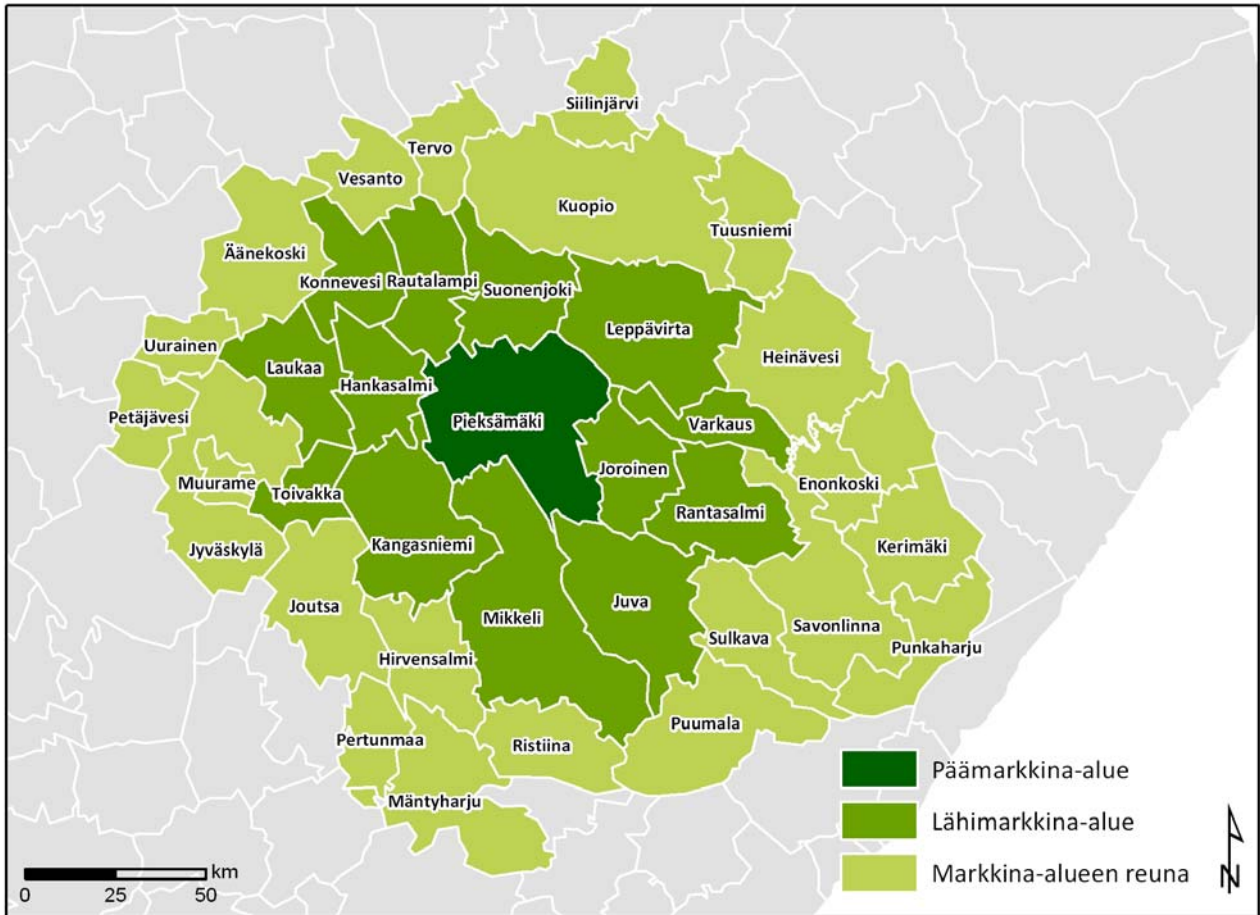 Siilinjärvi
Tervo
Vesanto
Kuopio
Tuusniemi
Äänekoski
Konnevesi
Rautalampi
Suonenjoki
Leppävirta
Uurainen
Heinävesi
Laukaa
Hankasalmi
Petäjävesi
Pieksämäki
Varkaus
Joroinen
Muurame
Toivakka
Enonkoski
Rantasalmi
Jyväskylä
Kangasniemi
Kerimäki
Joutsa
Mikkeli
Juva
Savonlinna
Sulkava
Punkaharju
Hirvensalmi
Puumala
Pertunmaa
Ristiina
Mäntyharju
Päämarkkina-alue
Lähimarkkina-alue
Markkina-alueen reuna
km
0 25 50
N